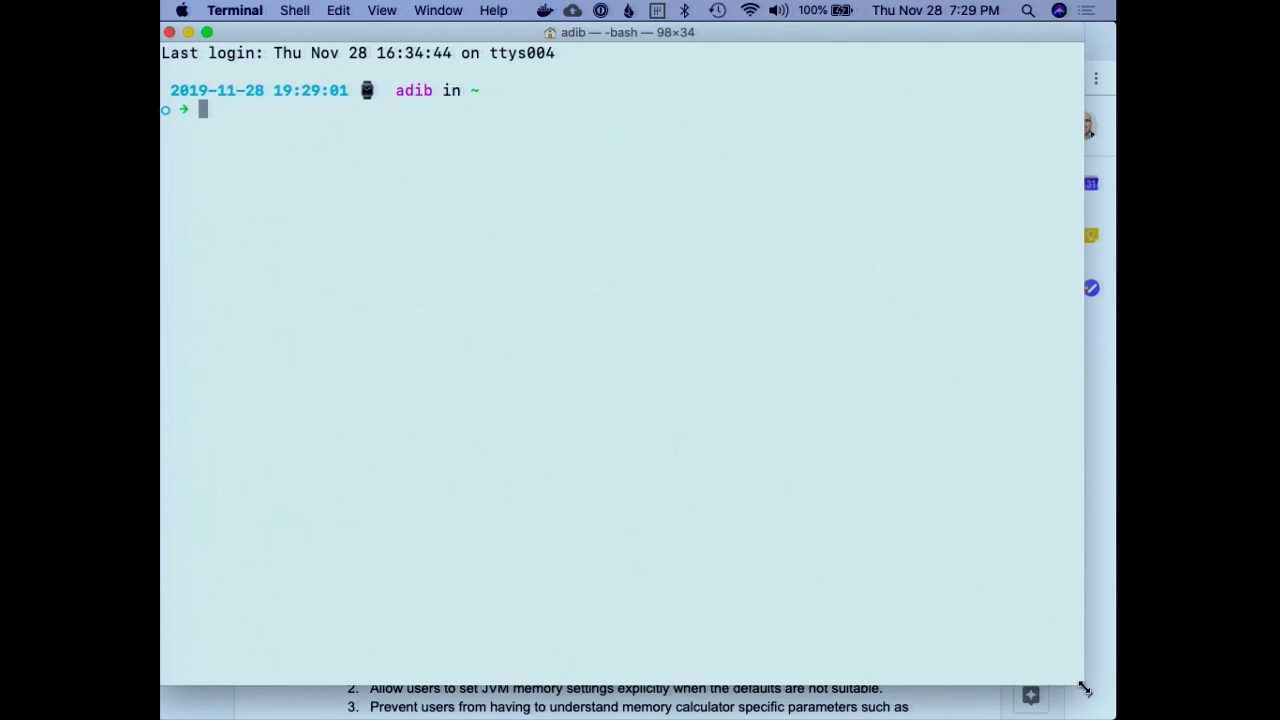 Terminal Shell Edit View Window Help 100% Thu Nov 28 7:29 PM
adib — -bash — 98×34
Last login: Thu Nov 28 16:34:44 on ttys004
2019-11-28 19:29:01 ⌚ adib in ~
○ →
31
2. Allow users to set JVM memory settings explicitly when the defaults are not suitable.
3. Prevent users from having to understand memory calculator specific parameters such as